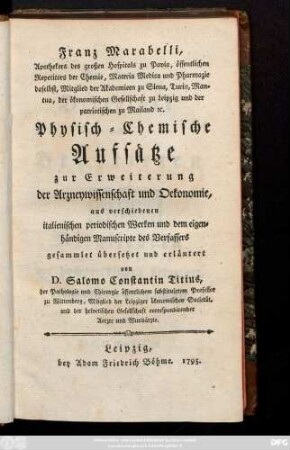 Franz Marabelli,
Apothekers des großen Hospitals zu Pavia, öffentlichen
Repetitors der Chemie, Materia Medica und Pharmazie
daselbst, Mitglied der Akademieen zu Siena, Turin, Man-
tua, der ökonomischen Gesellschaft zu Leipzig und der
patriotischen zu Mailand ꝛc.
Physisch-Chemische
Aufsätze
zur Erweiterung
der Arzneywissenschaft und Oekonomie,
aus verschiedenen
italienischen periodischen Werken und dem eigen-
händigen Manuscripte des Verfassers
gesammlet übersetzet und erläutert
von
D. Salomo Constantin Titius,
der Pathologie und Chirurgie öffentlichem substituirtem Professor
zu Wittenberg, Mitglied der Leipziger ökonomischen Societät,
und der helvetischen Gesellschaft correspondirender
Aerzte und Wundärzte.
Leipzig,
bey Adam Friedrich Böhme. 1795.